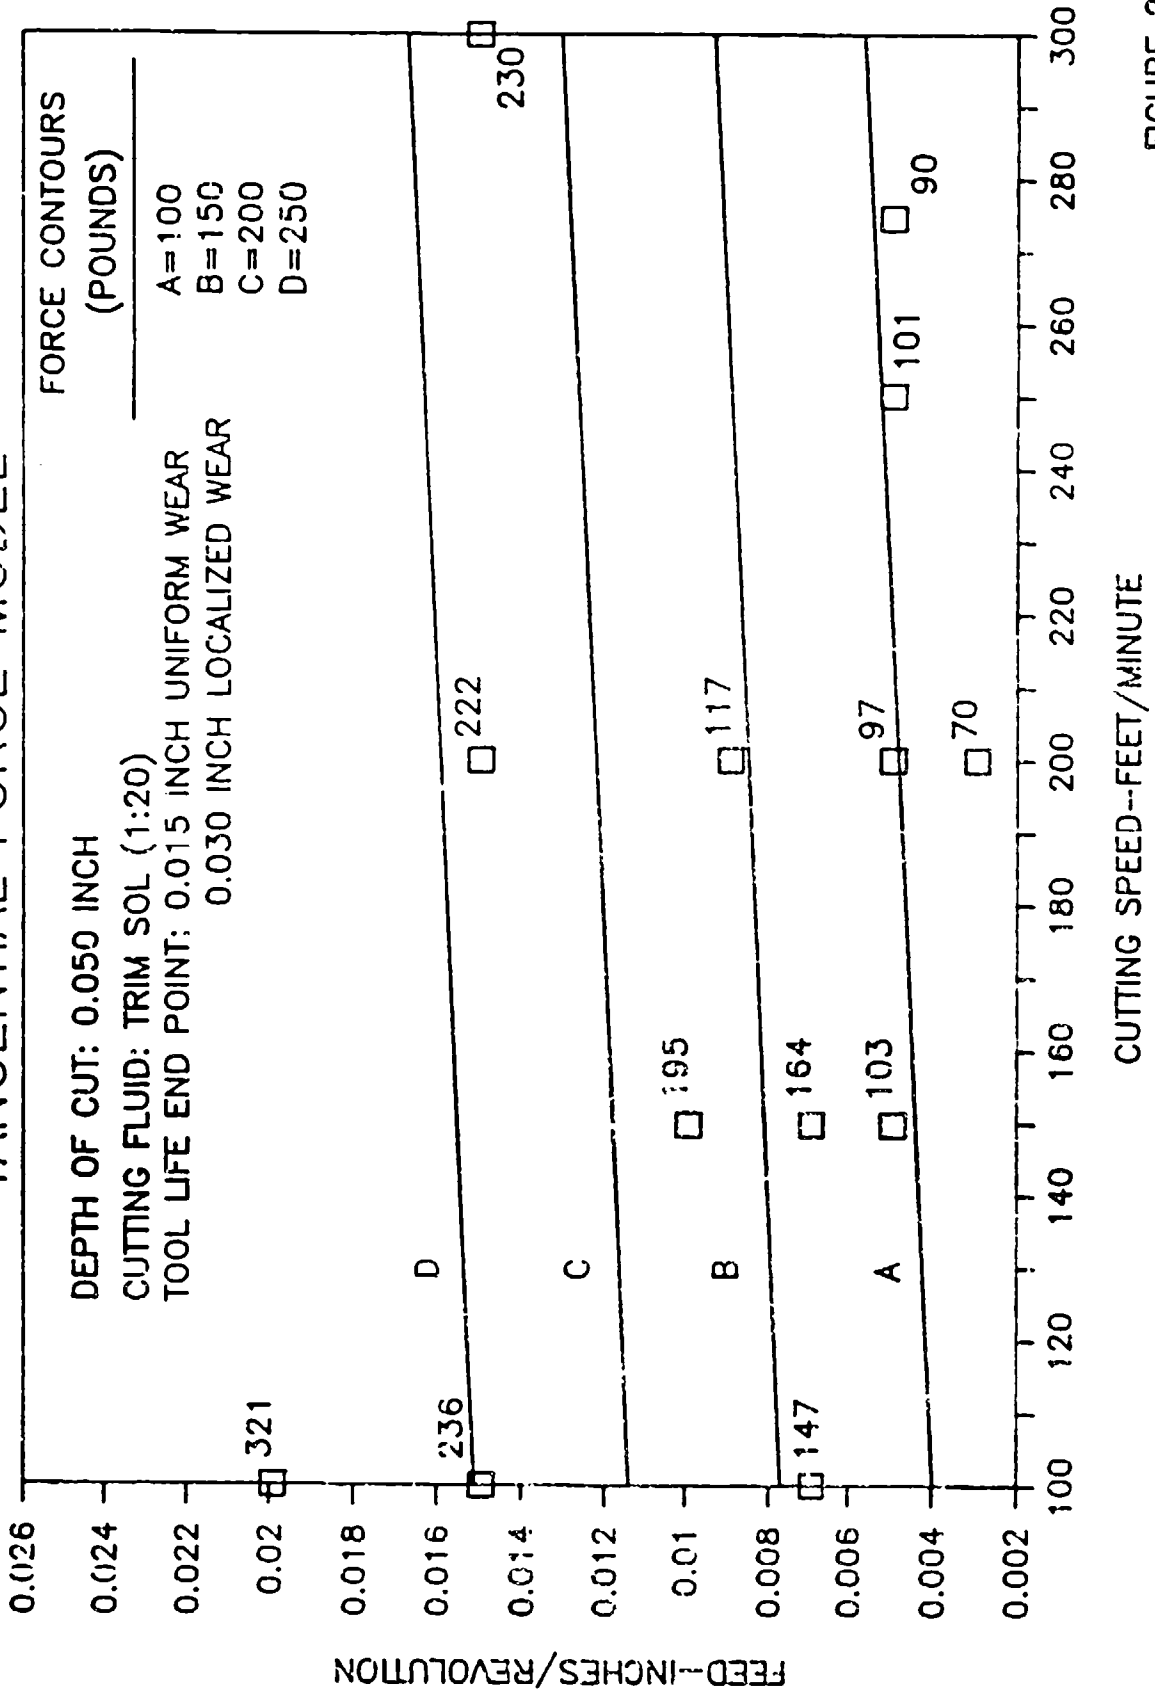 TANGENTIAL FORCE MODEL
FORCE CONTOURS
(POUNDS)
A=100
B=150
C=200
D=250
DEPTH OF CUT: 0.050 INCH
CUTTING FLUID: TRIM SOL (1:20)
TOOL LIFE END POINT: 0.015 INCH UNIFORM WEAR
0.030 INCH LOCALIZED WEAR
FEED--INCHES/REVOLUTION
0.026
0.024
0.022
0.02
0.018
0.016
0.014
0.012
0.01
0.008
0.006
0.004
0.002
321
236
222
230
195
117
147
164
103
97
70
101
90
D
C
B
A
100
120
140
160
180
200
220
240
260
280
300
CUTTING SPEED--FEET/MINUTE
FIGURE